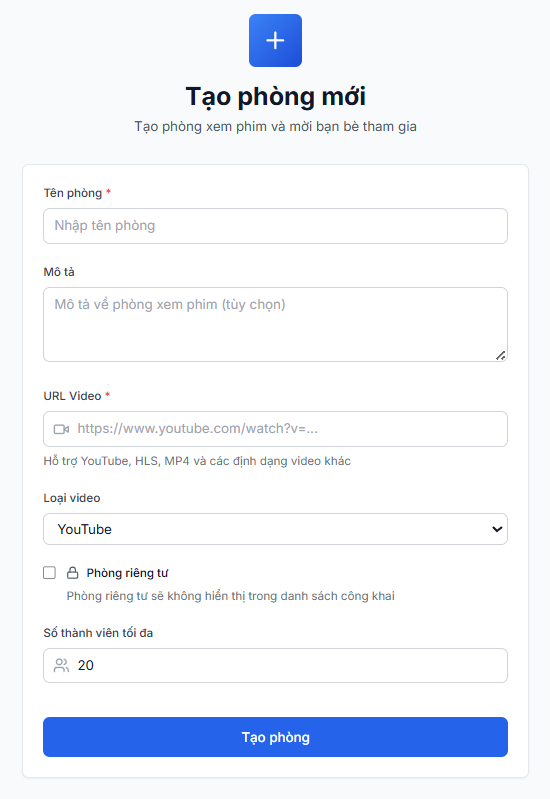 Tạo phòng mới
Tạo phòng xem phim và mời bạn bè tham gia
Tên phòng *
Nhập tên phòng
Mô tả
Mô tả về phòng xem phim (tùy chọn)
URL Video *
https://www.youtube.com/watch?v=...
Hỗ trợ YouTube, HLS, MP4 và các định dạng video khác
Loại video
YouTube
Phòng riêng tư
Phòng riêng tư sẽ không hiển thị trong danh sách công khai
Số thành viên tối đa
20
Tạo phòng